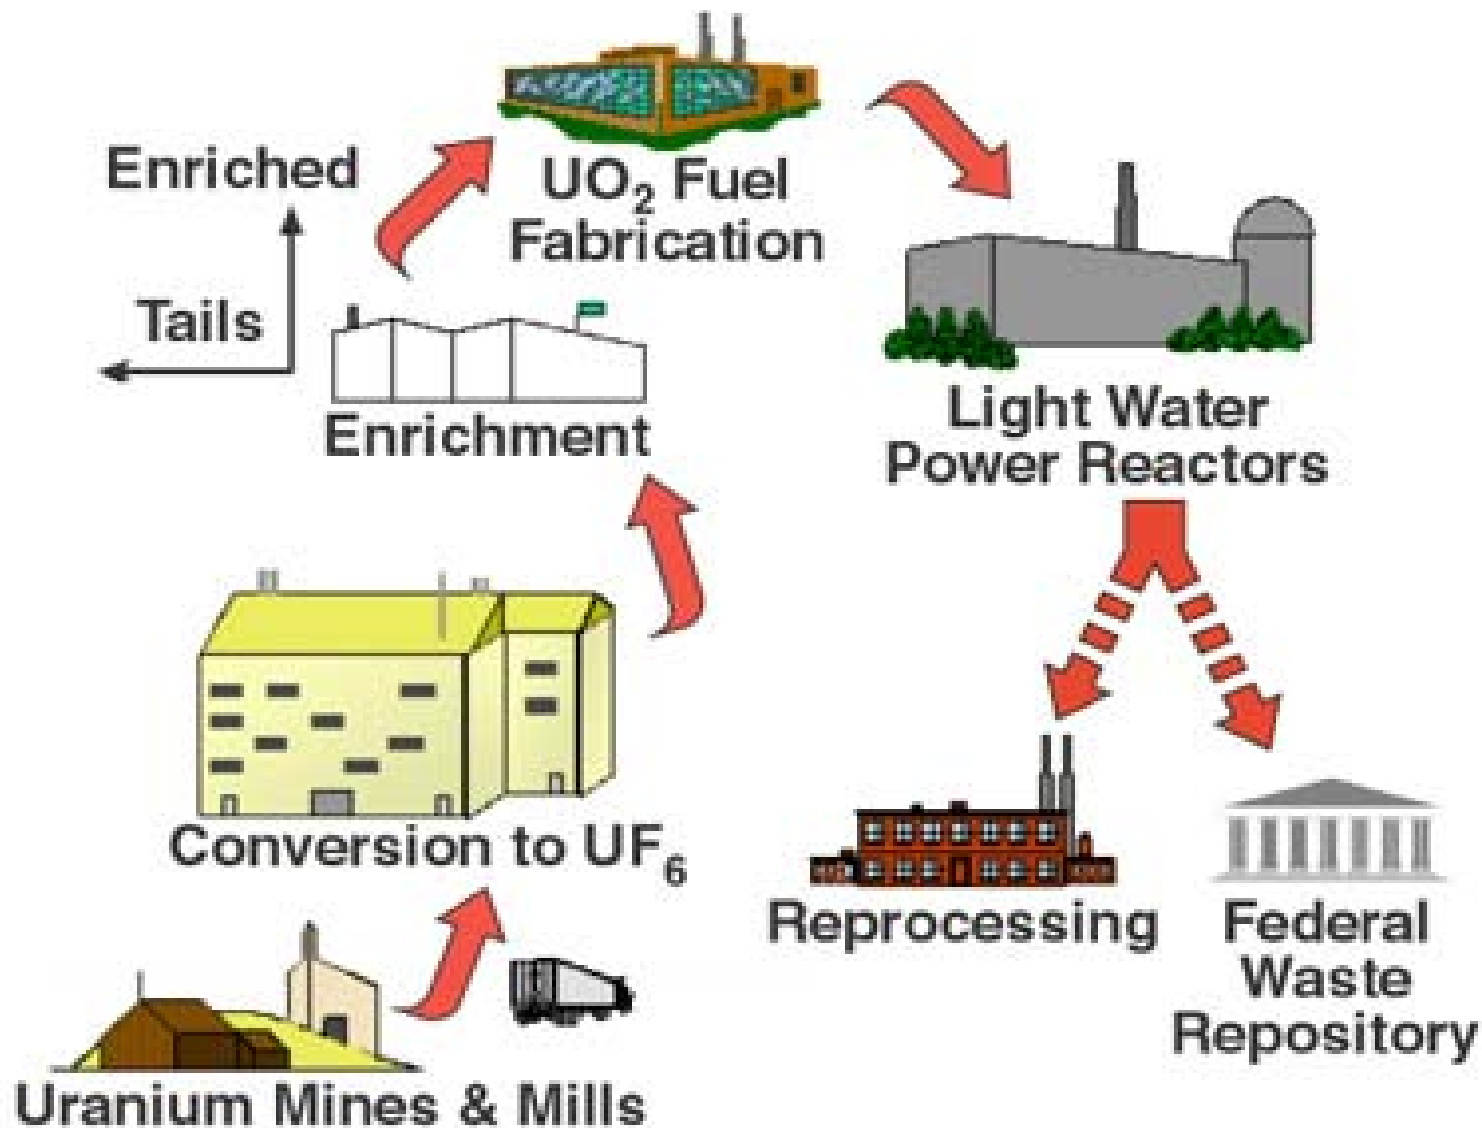 UO₂ Fuel
Fabrication
Enriched
Tails
Enrichment
Light Water
Power Reactors
Conversion to UF₆
Reprocessing
Federal
Waste
Repository
Uranium Mines & Mills